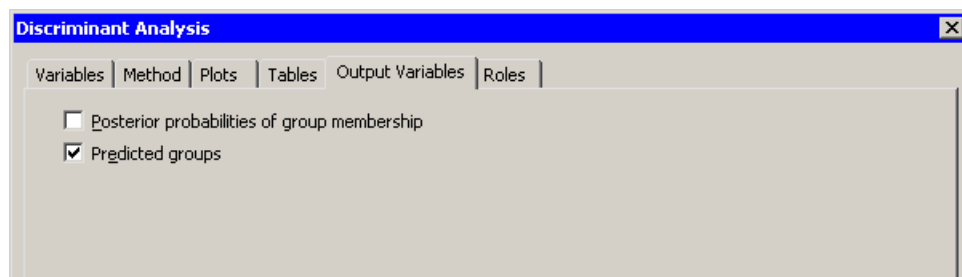 Discriminant Analysis
Variables Method Plots Tables Output Variables Roles
Posterior probabilities of group membership
Predicted groups